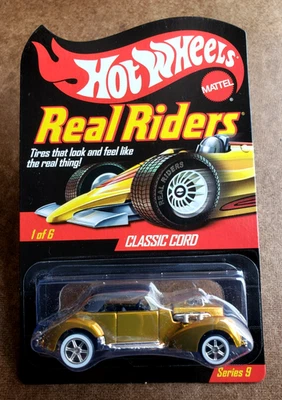 Hot Wheels
MATTEL
Real Riders
Tires that look and feel like
the real thing!
REAL RIDERS
1 of 6
CLASSIC CORD
Series 9